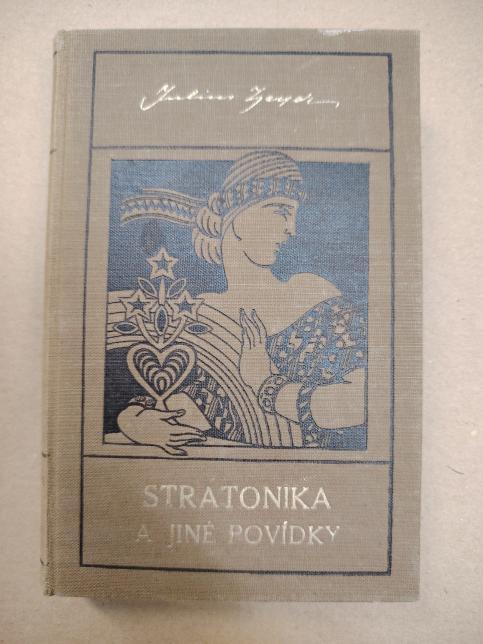 Julius Zeyer
STRATONIKA
A JINÉ POVÍDKY